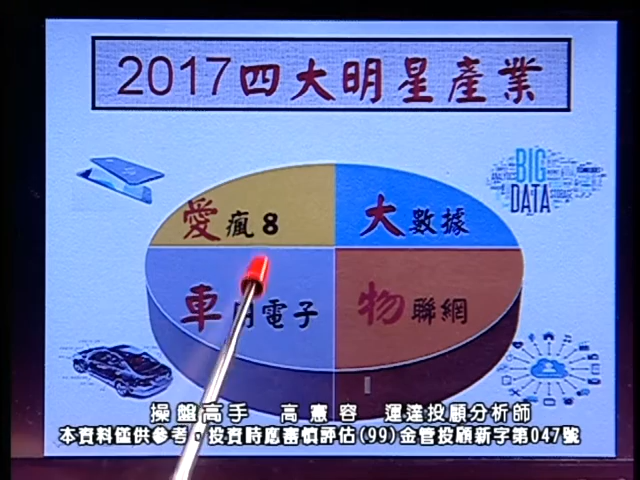 2017四大明星產業
BIG
DATA
愛瘋8
大數據
車用電子
物聯網
操盤高手 高憲容 運達投顧分析師
本資料僅供參考，投資時應審慎評估(99)金管投顧新字第047號